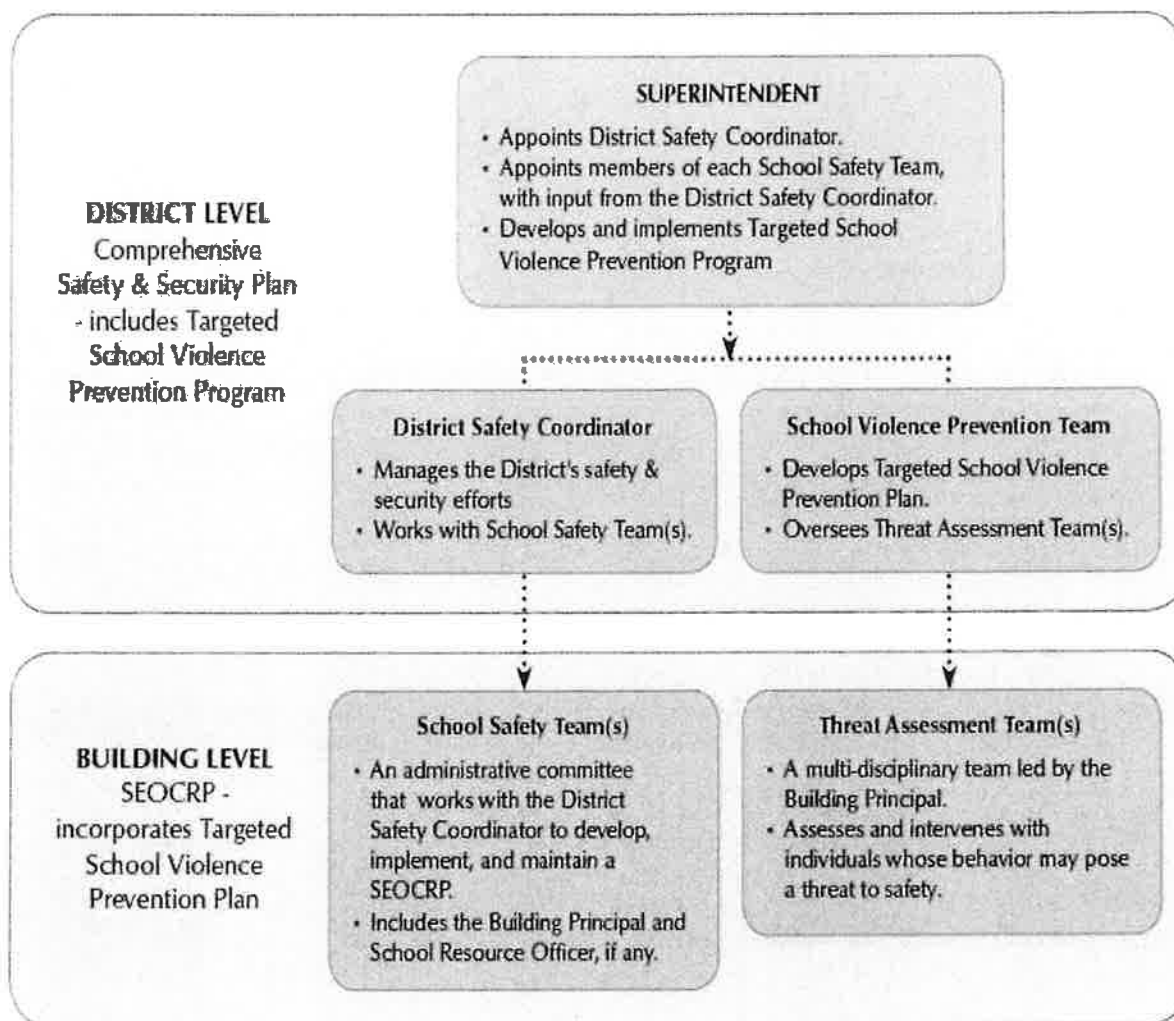 SUPERINTENDENT
• Appoints District Safety Coordinator.
• Appoints members of each School Safety Team,
with input from the District Safety Coordinator.
• Develops and implements Targeted School
Violence Prevention Program
DISTRICT LEVEL
Comprehensive
Safety & Security Plan
- includes Targeted
School Violence
Prevention Program
District Safety Coordinator
• Manages the District's safety &
security efforts
• Works with School Safety Team(s).
School Violence Prevention Team
• Develops Targeted School Violence
Prevention Plan.
• Oversees Threat Assessment Team(s).
BUILDING LEVEL
SEOCRP -
incorporates Targeted
School Violence
Prevention Plan
School Safety Team(s)
• An administrative committee
that works with the District
Safety Coordinator to develop,
implement, and maintain a
SEOCRP.
• Includes the Building Principal and
School Resource Officer, if any.
Threat Assessment Team(s)
• A multi-disciplinary team led by the
Building Principal.
• Assesses and intervenes with
individuals whose behavior may pose
a threat to safety.